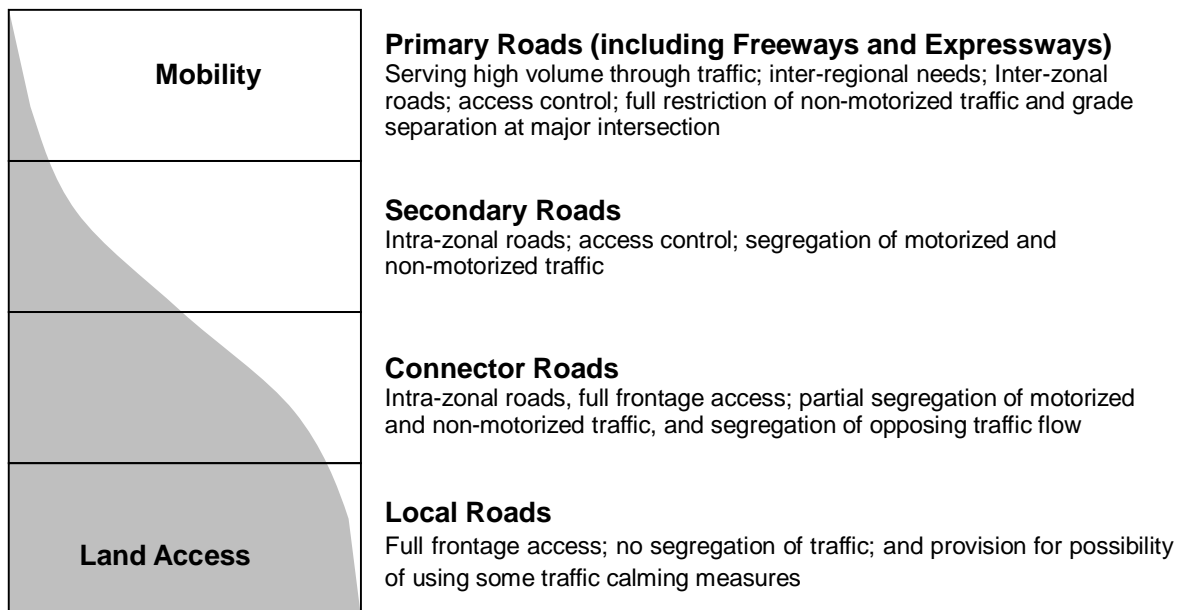 Mobility
Primary Roads (including Freeways and Expressways)
Serving high volume through traffic; inter-regional needs; Inter-zonal
roads; access control; full restriction of non-motorized traffic and grade
separation at major intersection
Secondary Roads
Intra-zonal roads; access control; segregation of motorized and
non-motorized traffic
Connector Roads
Intra-zonal roads, full frontage access; partial segregation of motorized
and non-motorized traffic, and segregation of opposing traffic flow
Land Access
Local Roads
Full frontage access; no segregation of traffic; and provision for possibility
of using some traffic calming measures